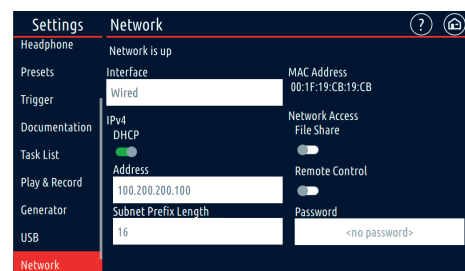 Settings
Network
?
Headphone
Presets
Trigger
Documentation
Task List
Play & Record
Generator
USB
Network
Network is up
Interface
Wired
IPv4
DHCP
Address
100.200.200.100
Subnet Prefix Length
16
MAC Address
00:1F:19:CB:19:CB
Network Access
File Share
Remote Control
Password
<no password>